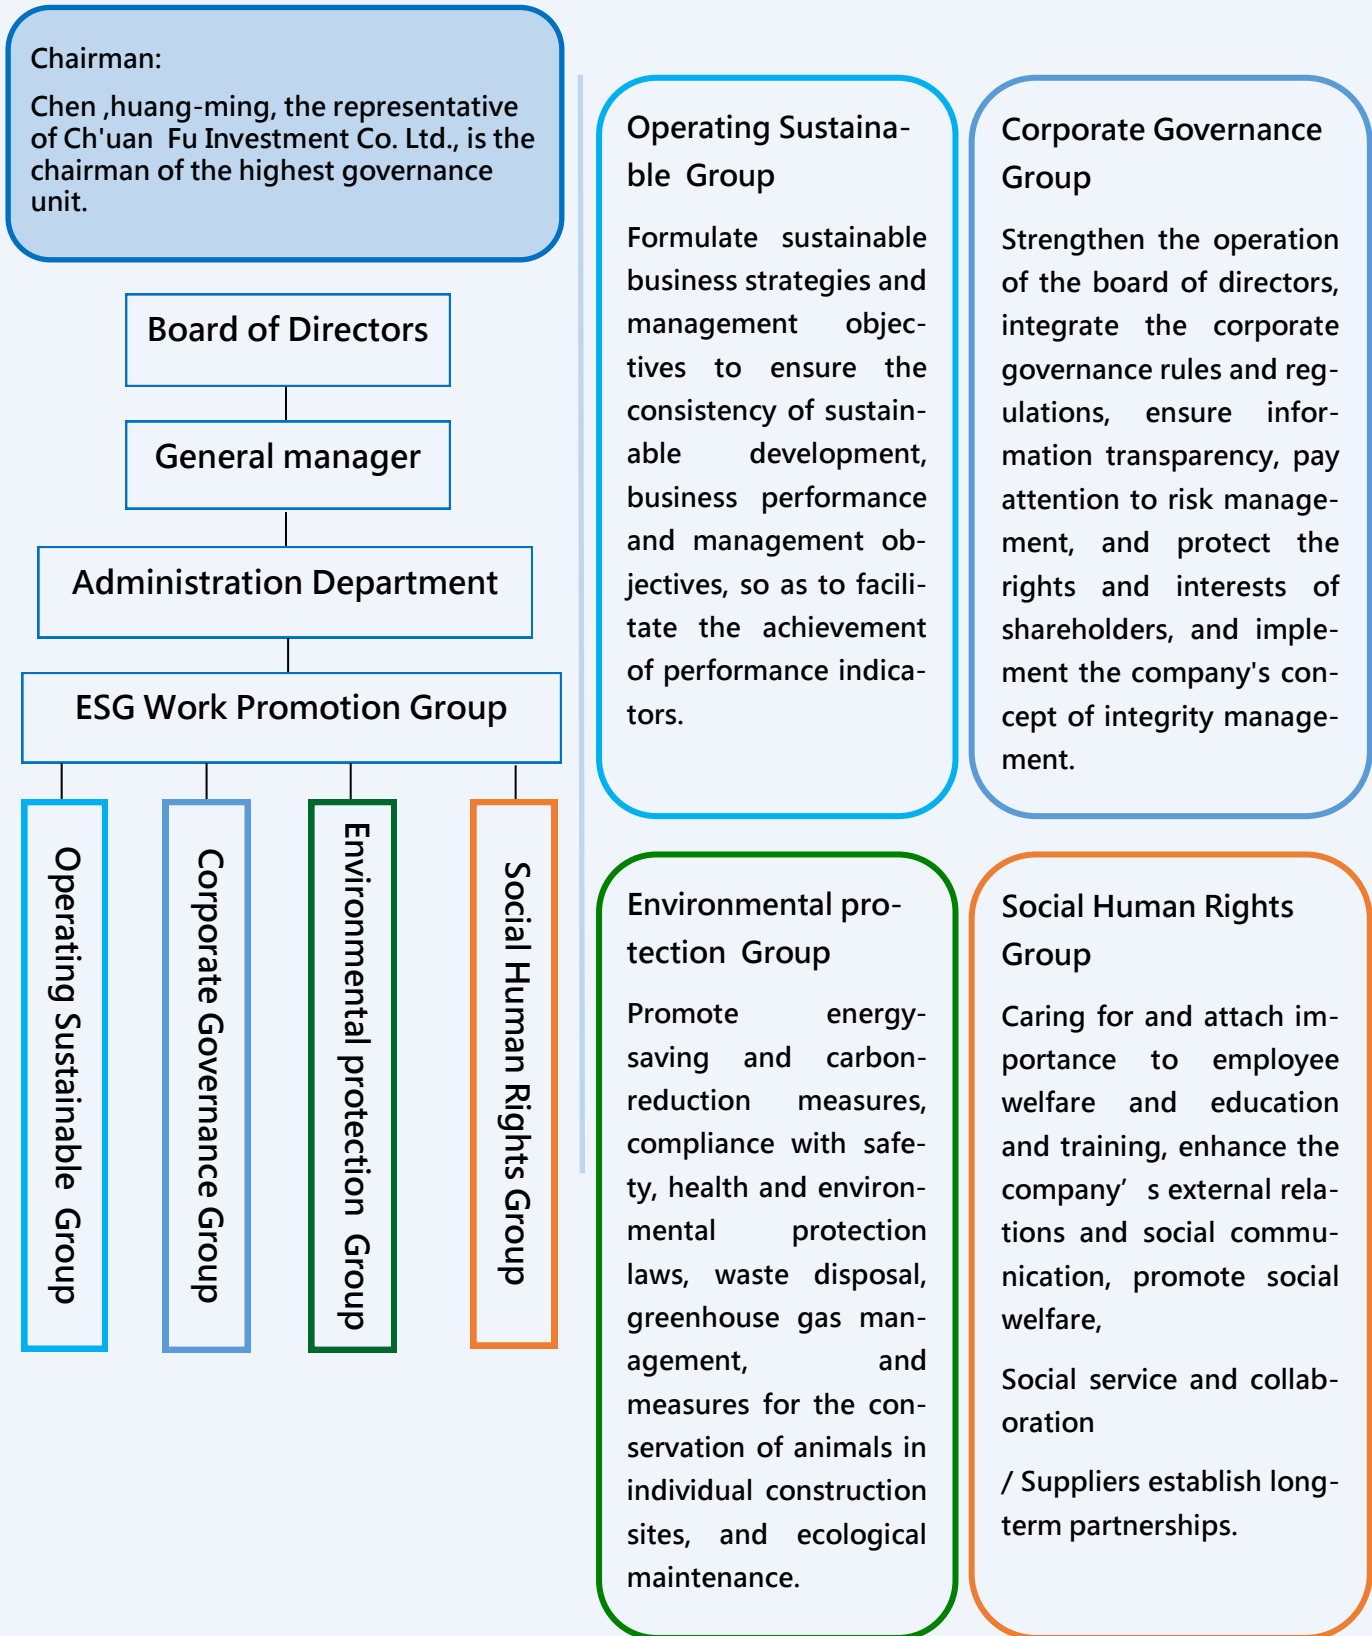 Chairman:
Chen ,huang-ming, the representative
of Ch'uan  Fu Investment Co. Ltd., is the
chairman of the highest governance
unit.
Board of Directors
General manager
Administration Department
ESG Work Promotion Group
Operating Sustainable  Group
Corporate Governance Group
Environmental protection  Group
Social Human Rights Group
Operating Sustaina-
ble  Group
Formulate sustainable
business strategies and
management objec-
tives to ensure the
consistency of sustain-
able development,
business performance
and management ob-
jectives, so as to facili-
tate the achievement
of performance indica-
tors.
Corporate Governance
Group
Strengthen the operation
of the board of directors,
integrate the corporate
governance rules and reg-
ulations, ensure infor-
mation transparency, pay
attention to risk manage-
ment, and protect the
rights and interests of
shareholders, and imple-
ment the company's con-
cept of integrity manage-
ment.
Environmental pro-
tection  Group
Promote energy-
saving and carbon-
reduction measures,
compliance with safe-
ty, health and environ-
mental protection
laws, waste disposal,
greenhouse gas man-
agement, and
measures for the con-
servation of animals in
individual construction
sites, and ecological
maintenance.
Social Human Rights
Group
Caring for and attach im-
portance to employee
welfare and education
and training, enhance the
company’ s external rela-
tions and social commu-
nication, promote social
welfare,
Social service and collab-
oration
/ Suppliers establish long-
term partnerships.